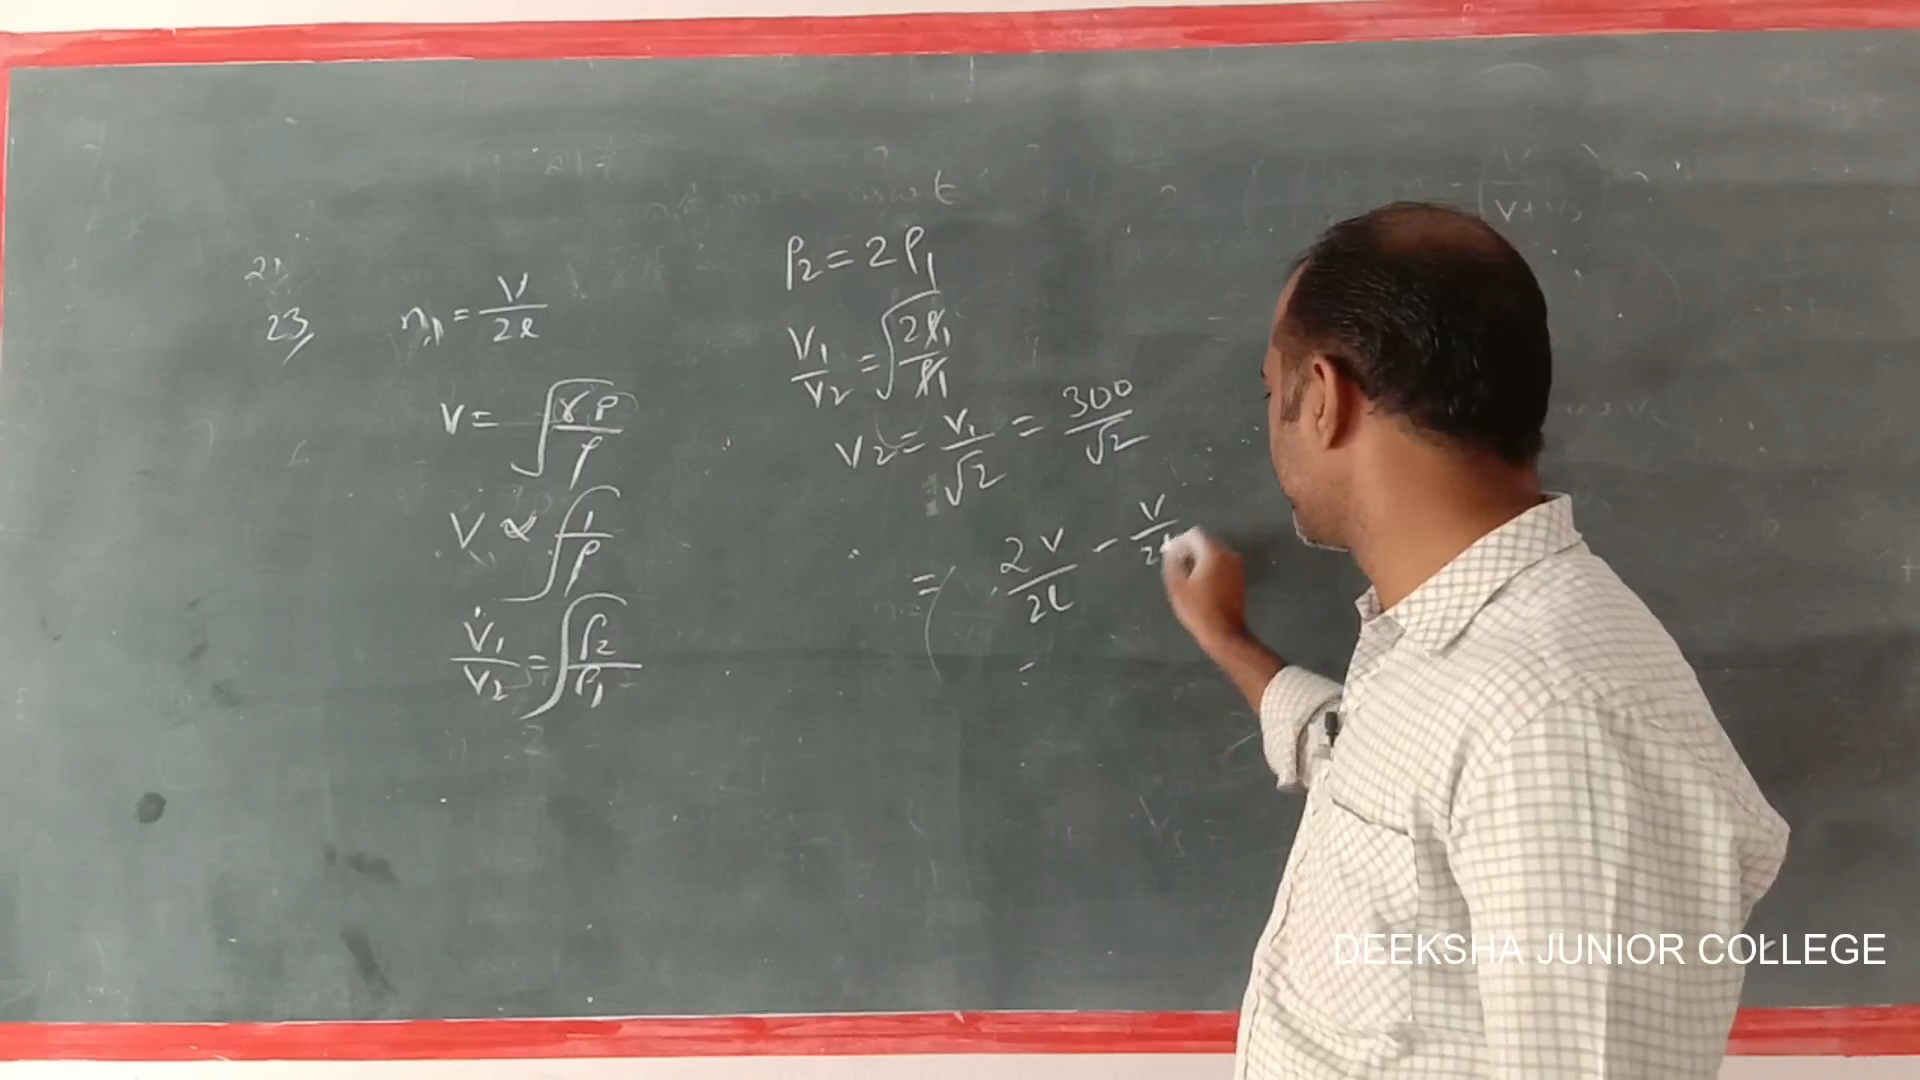 21,
23,
n₁ = V/2ℓ
V = √(γP/ρ)
V ∝ √(1/ρ)
V₁/V₂ = √(ρ₂/ρ₁)
ρ₂ = 2ρ₁
V₁/V₂ = √(2ρ₁/ρ₁)
V₂ = V₁/√2 = 300/√2
= ( 2V/2ℓ - V/2
DEEKSHA JUNIOR COLLEGE